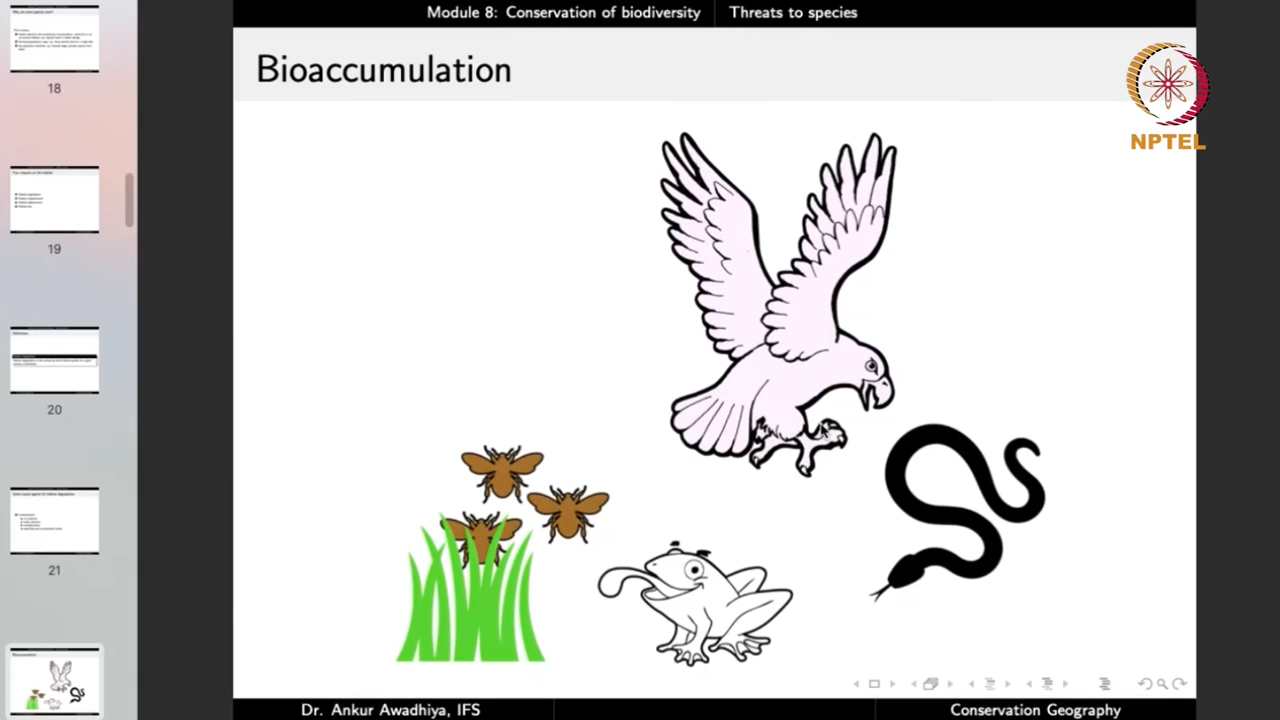 Module 8: Conservation of biodiversity
Threats to species
Bioaccumulation
NPTEL
18
19
20
21
Dr. Ankur Awadhiya, IFS
Conservation Geography